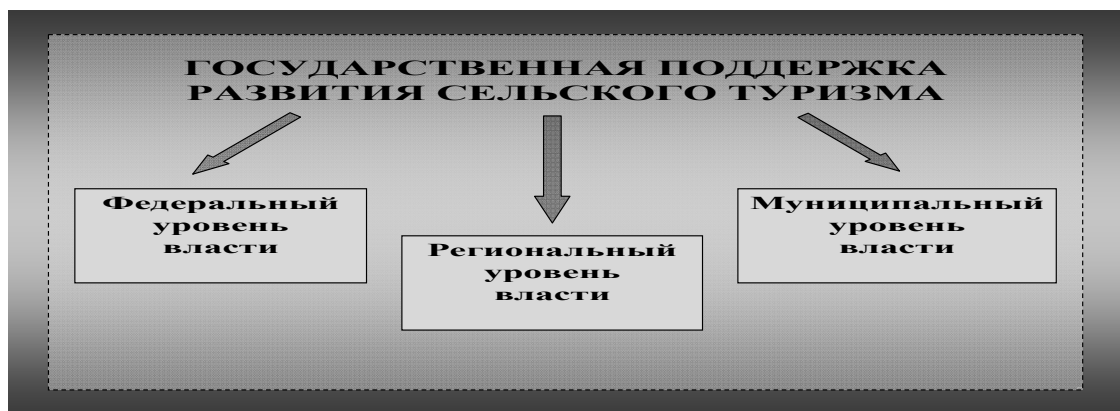 ГОСУДАРСТВЕННАЯ ПОДДЕРЖКА
РАЗВИТИЯ СЕЛЬСКОГО ТУРИЗМА
Федеральный
уровень
власти
Региональный
уровень
власти
Муниципальный
уровень
власти